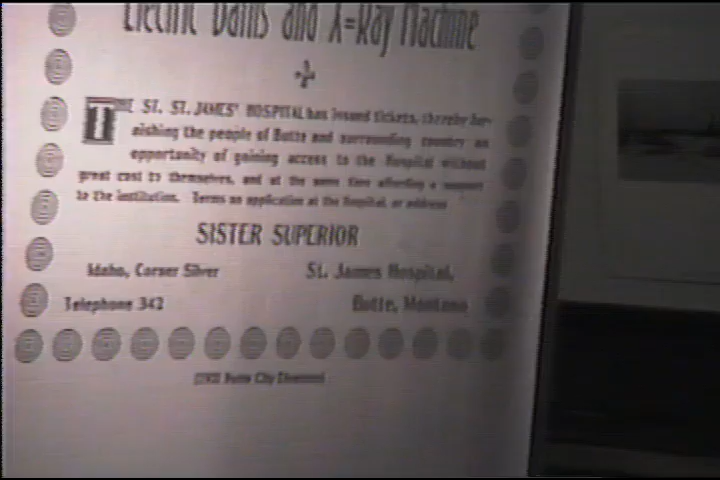 Electric Baths and X=Ray Machine
THE ST. ST. JAMES' HOSPITAL has issued tickets, thereby fur-
nishing the people of Butte and surrounding country an
opportunity of gaining access to the Hospital without
great cost to themselves, and at the same time affording a support
to the institution. Terms on application at the Hospital, or address
SISTER SUPERIOR
Idaho, Corner Silver St. James Hospital,
Telephone 342 Butte, Montana
Butte City Directory